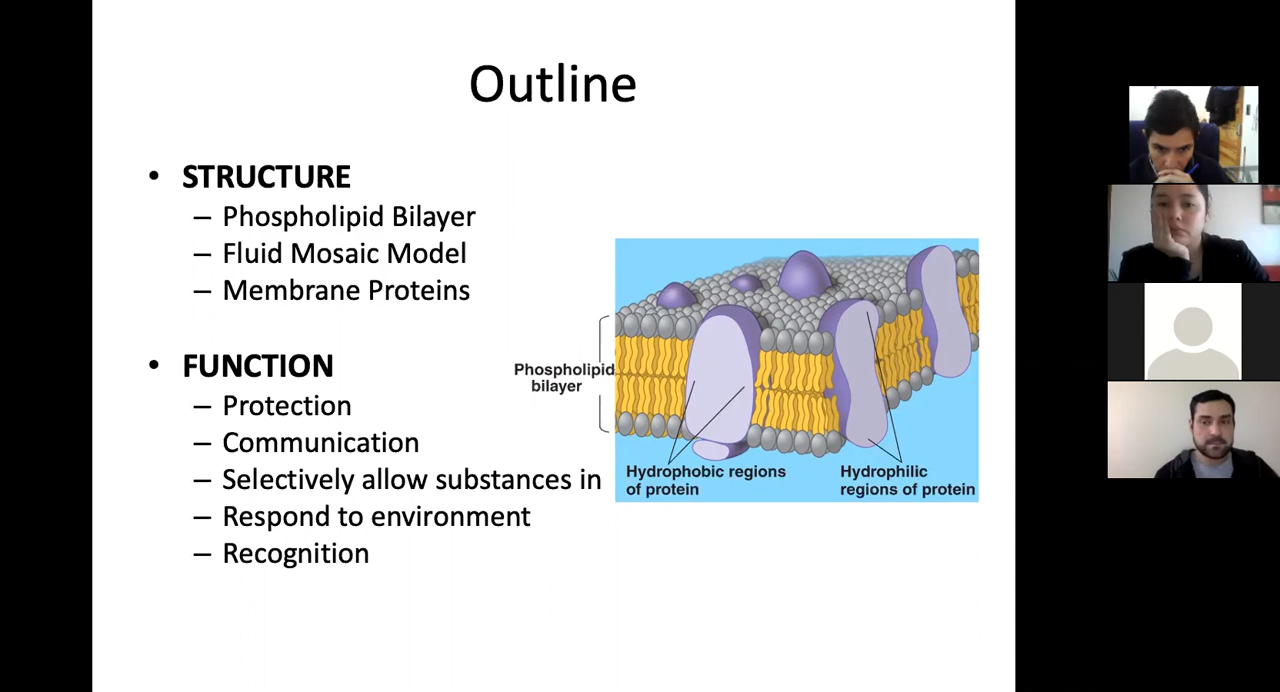 Outline
• STRUCTURE
– Phospholipid Bilayer
– Fluid Mosaic Model
– Membrane Proteins
• FUNCTION
– Protection
– Communication
– Selectively allow substances in
– Respond to environment
– Recognition
Phospholipid
bilayer
Hydrophobic regions
of protein
Hydrophilic
regions of protein